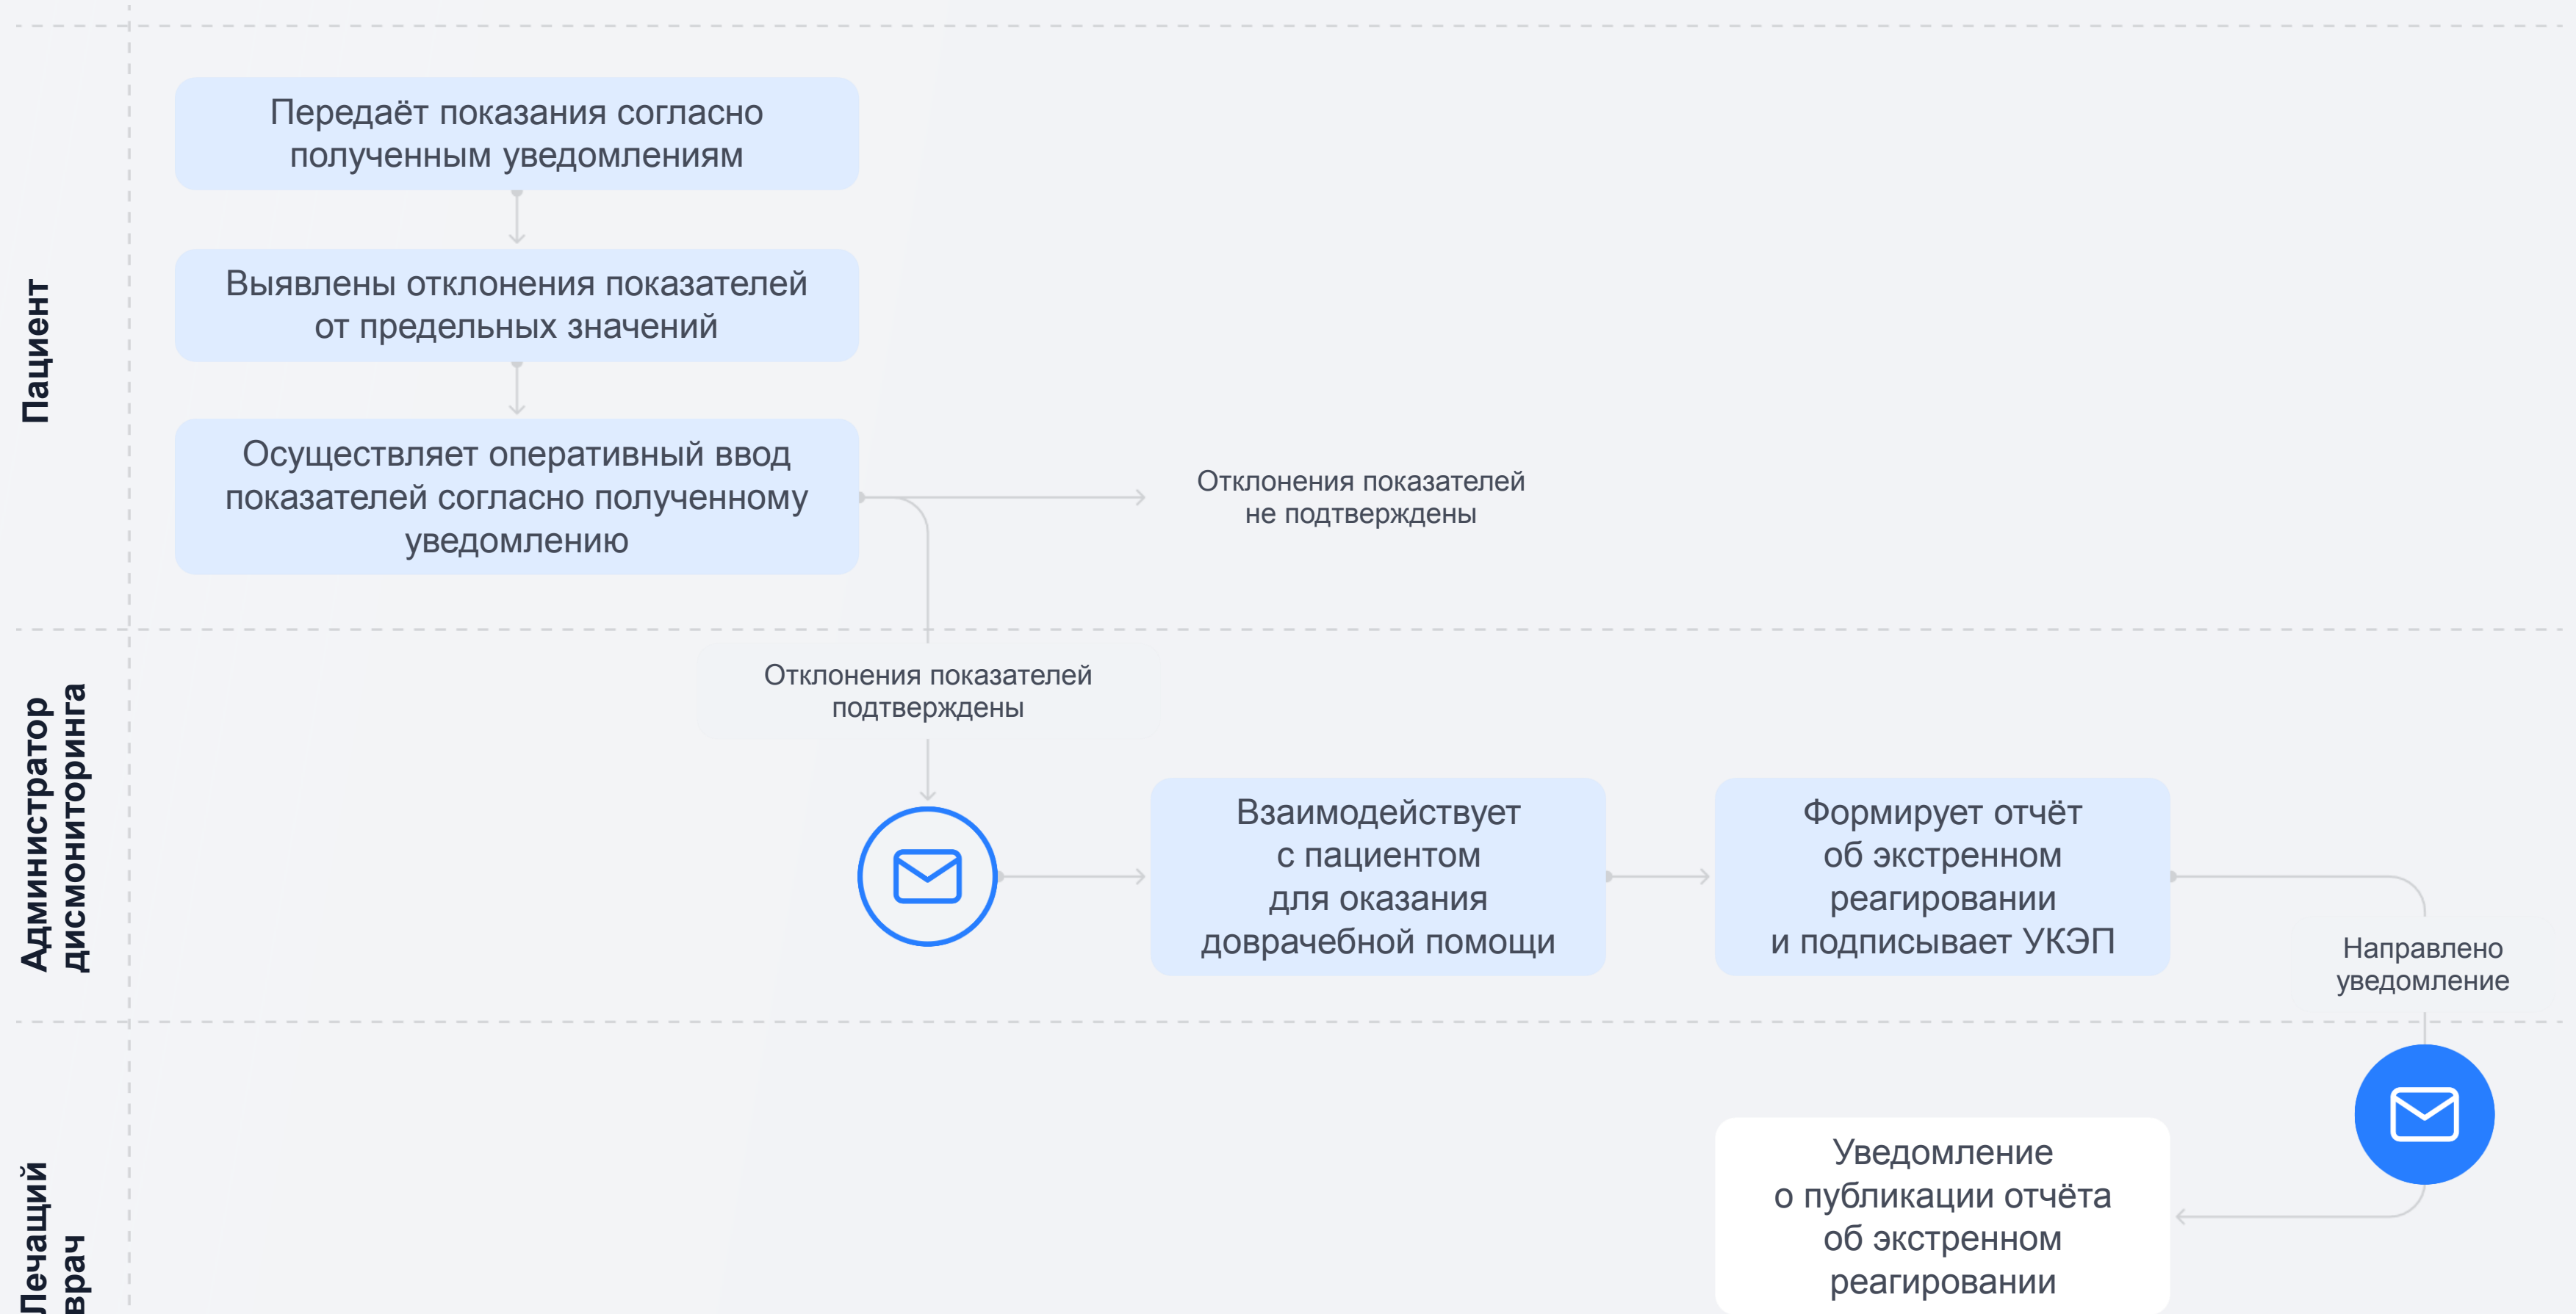 Пациент
Передаёт показания согласно
полученным уведомлениям
Выявлены отклонения показателей
от предельных значений
Осуществляет оперативный ввод
показателей согласно полученному
уведомлению
Отклонения показателей
не подтверждены
Администратор
дисмониторинга
Отклонения показателей
подтверждены
Взаимодействует
с пациентом
для оказания
доврачебной помощи
Формирует отчёт
об экстренном
реагировании
и подписывает УКЭП
Направлено
уведомление
Лечащий
врач
Уведомление
о публикации отчёта
об экстренном
реагировании